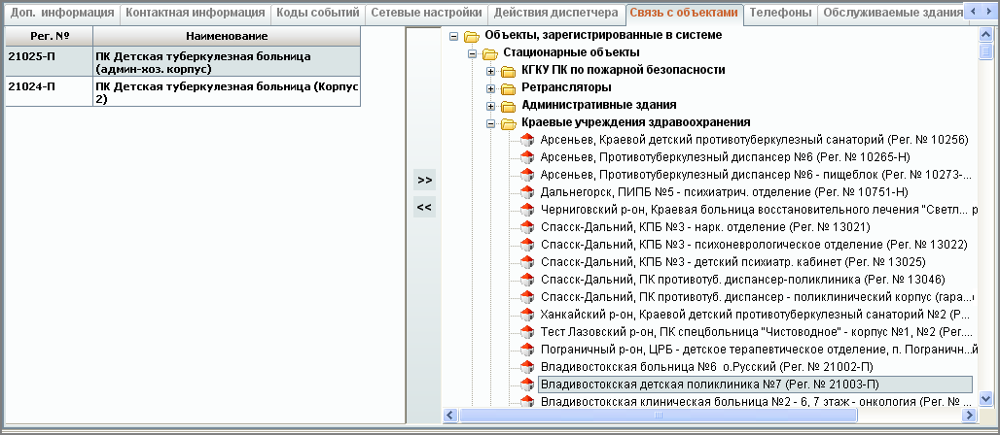 Доп. информация
Контактная информация
Коды событий
Сетевые настройки
Действия диспетчера
Связь с объектами
Телефоны
Обслуживаемые здания
Рег. №
Наименование
21025-П
ПК Детская туберкулезная больница
(админ-хоз. корпус)
21024-П
ПК Детская туберкулезная больница (Корпус
2)
>>
<<
Объекты, зарегистрированные в системе
Стационарные объекты
КГКУ ПК по пожарной безопасности
Ретрансляторы
Административные здания
Краевые учреждения здравоохранения
Арсеньев, Краевой детский противотуберкулезный санаторий (Рег. № 10256)
Арсеньев, Противотуберкулезный диспансер №6 (Рег. № 10265-Н)
Арсеньев, Противотуберкулезный диспансер №6 - пищеблок (Рег. № 10273-...
Дальнегорск, ПИПБ №5 - психиатрич. отделение (Рег. № 10751-Н)
Черниговский р-он, Краевая больница восстановительного лечения "Светл... р
Спасск-Дальний, КПБ №3 - нарк. отделение (Рег. № 13021)
Спасск-Дальний, КПБ №3 - психоневрологическое отделение (Рег. № 13022)
Спасск-Дальний, КПБ №3 - детский психиатр. кабинет (Рег. № 13025)
Спасск-Дальний, ПК противотуб. диспансер-поликлиника (Рег. № 13046)
Спасск-Дальний, ПК противотуб. диспансер - поликлинический корпус (гара...
Ханкайский р-он, Краевой детский противотуберкулезный санаторий №2 (Р...
Тест Лазовский р-он, ПК спецбольница "Чистоводное" - корпус №1, №2 (Рег....
Пограничный р-он, ЦРБ - детское терапевтическое отделение, п. Погранич...й
Владивостокская больница №6 о.Русский (Рег. № 21002-П)
Владивостокская детская поликлиника №7 (Рег. № 21003-П)
Владивостокская клиническая больница №2 - 6, 7 этаж - онкология (Рег. № ...